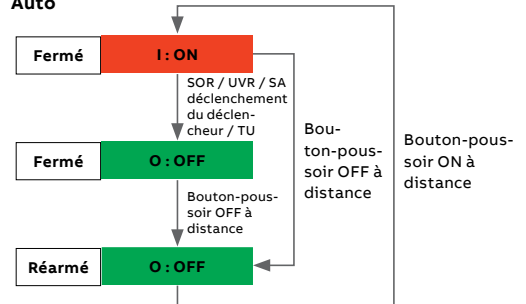 Auto
Fermé
I : ON
SOR / UVR / SA
déclenchement
du déclen-
cheur / TU
Fermé
O : OFF
Bouton-pous-
soir OFF à
distance
Réarmé
O : OFF
Bou-
ton-pous-
soir OFF à
distance
Bouton-pous-
soir ON à
distance